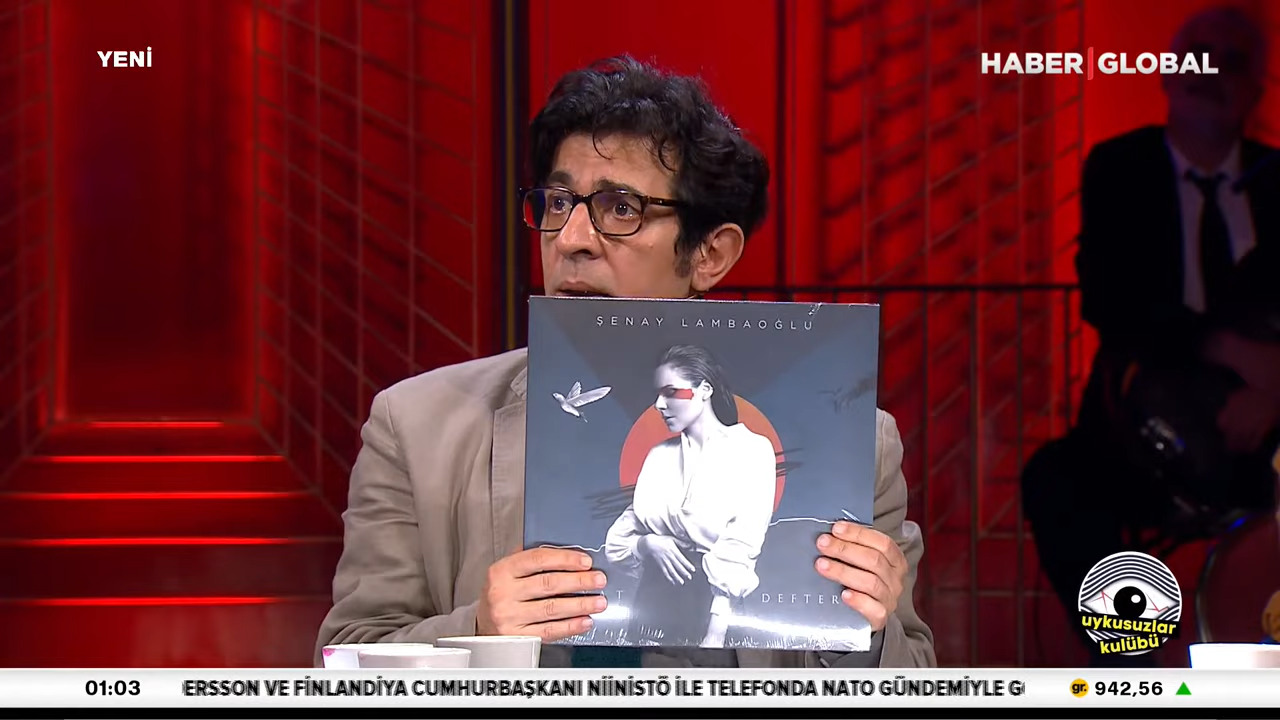 YENİ
HABER GLOBAL
ŞENAY LAMBAOĞLU
DEFTER
uykusuzlar
kulübü
01:03
ERSSON VE FİNLANDİYA CUMHURBAŞKANI NİİNİSTÖ İLE TELEFONDA NATO GÜNDEMİYLE
gr. 942,56